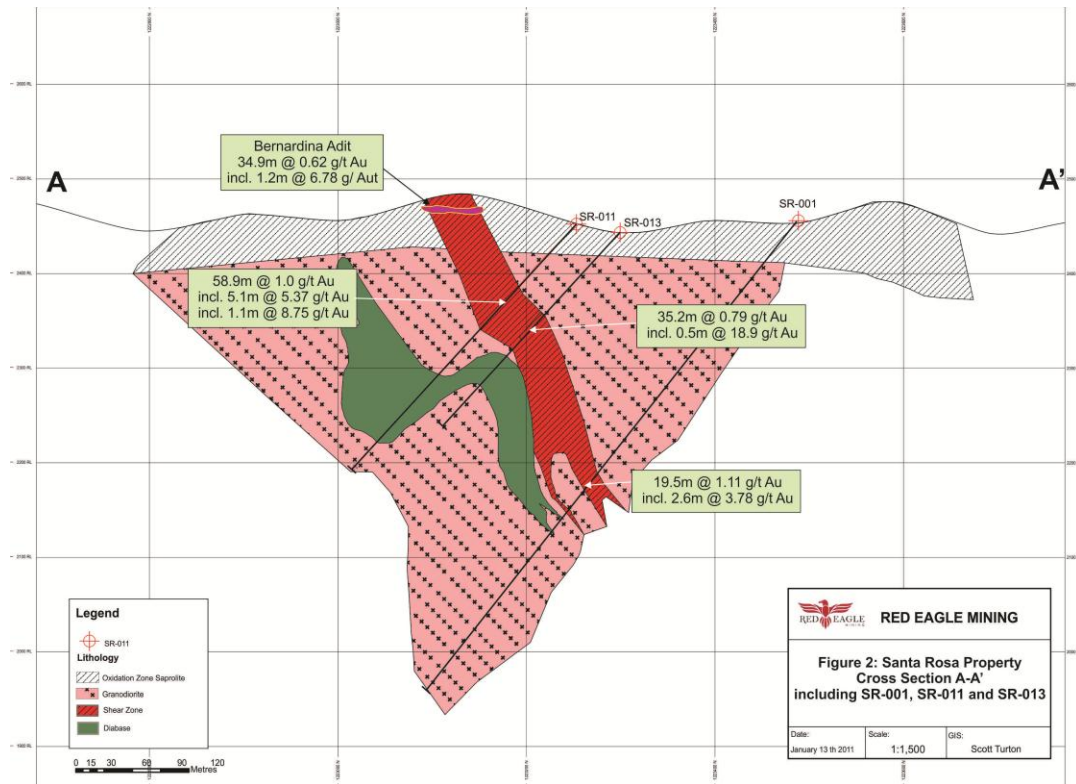 A
A'
Bernardina Adit
34.9m @ 0.62 g/t Au
incl. 1.2m @ 6.78 g/ Aut
SR-011
SR-013
SR-001
58.9m @ 1.0 g/t Au
incl. 5.1m @ 5.37 g/t Au
incl. 1.1m @ 8.75 g/t Au
35.2m @ 0.79 g/t Au
incl. 0.5m @ 18.9 g/t Au
19.5m @ 1.11 g/t Au
incl. 2.6m @ 3.78 g/t Au
Legend
SR-011
Lithology
Oxidation Zone Saprolite
Granodiorite
Shear Zone
Diabase
0 15 30 60 90 120
Metres
RED EAGLE
MINING
RED EAGLE MINING
Figure 2: Santa Rosa Property
Cross Section A-A'
including SR-001, SR-011 and SR-013
Date:
January 13 th 2011
Scale:
1:1,500
GIS:
Scott Turton